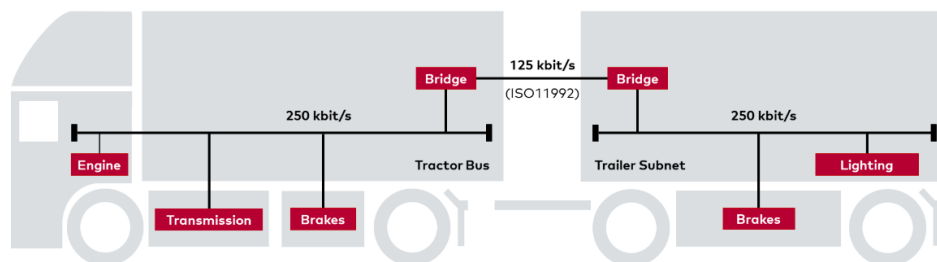 125 kbit/s
Bridge
Bridge
(ISO11992)
250 kbit/s
250 kbit/s
Engine
Tractor Bus
Trailer Subnet
Lighting
Transmission
Brakes
Brakes